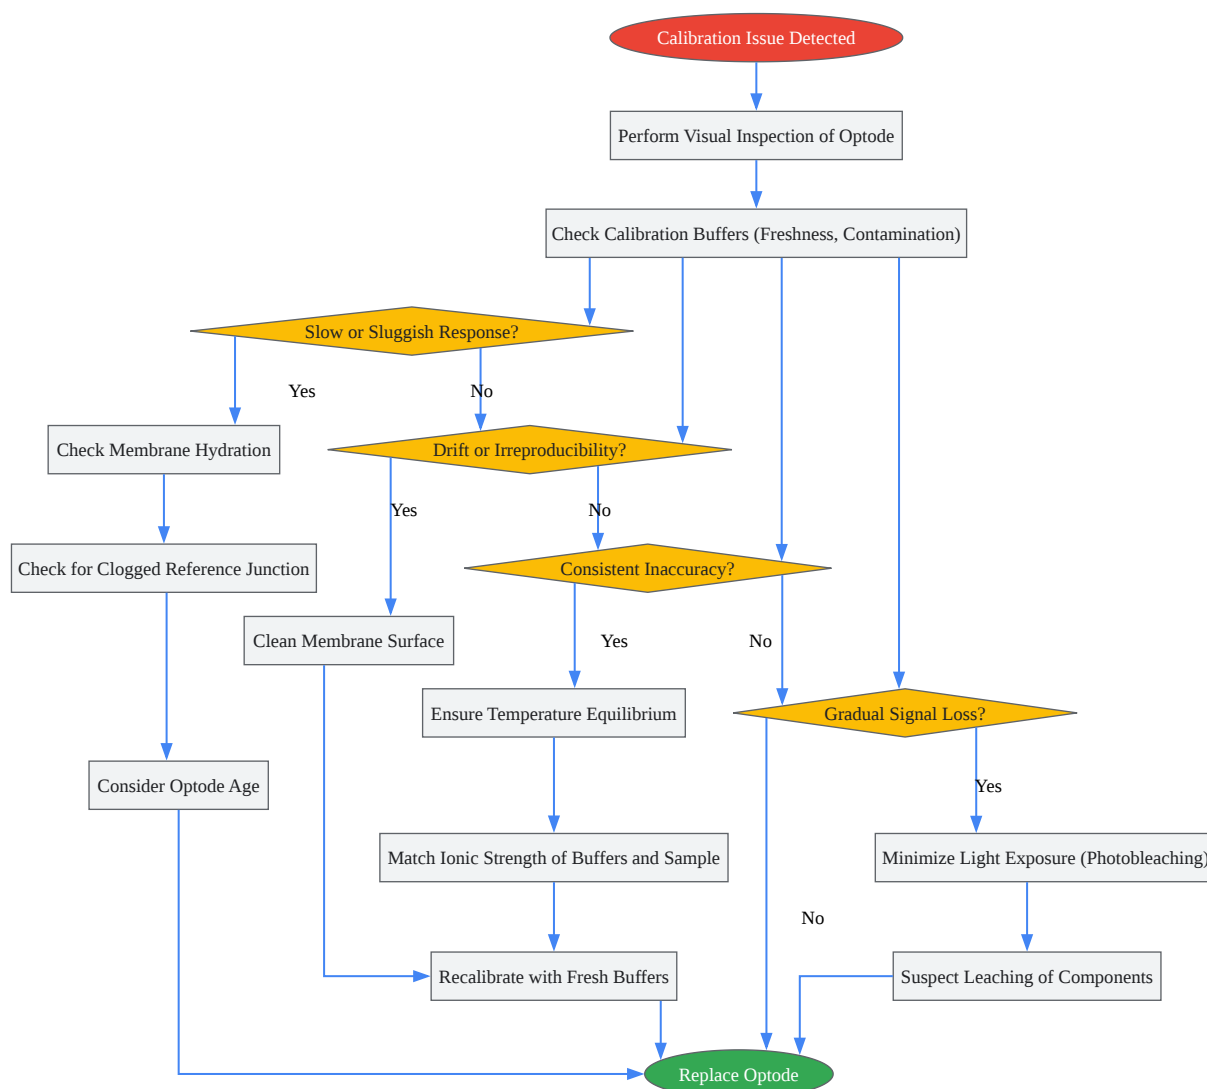 Calibration Issue Detected
Perform Visual Inspection of Optode
Check Calibration Buffers (Freshness, Contamination)
Slow or Sluggish Response?
Yes
No
Check Membrane Hydration
Drift or Irreproducibility?
Yes
No
Check for Clogged Reference Junction
Consistent Inaccuracy?
Clean Membrane Surface
Yes
No
Ensure Temperature Equilibrium
Gradual Signal Loss?
Consider Optode Age
Yes
Match Ionic Strength of Buffers and Sample
Minimize Light Exposure (Photobleaching)
No
Recalibrate with Fresh Buffers
Suspect Leaching of Components
Replace Optode